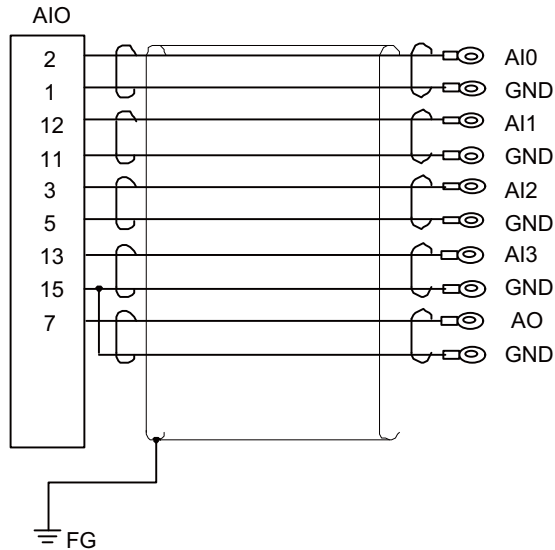 AIO
2 AI0
1 GND
12 AI1
11 GND
3 AI2
5 GND
13 AI3
15 GND
7 AO
GND
FG